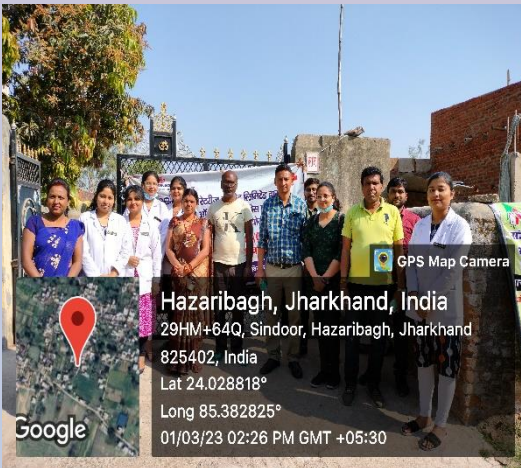 लिमिटेड
GPS Map Camera
Hazaribagh, Jharkhand, India
29HM+64Q, Sindoor, Hazaribagh, Jharkhand
825402, India
Lat 24.028818°
Long 85.382825°
01/03/23 02:26 PM GMT +05:30
Google